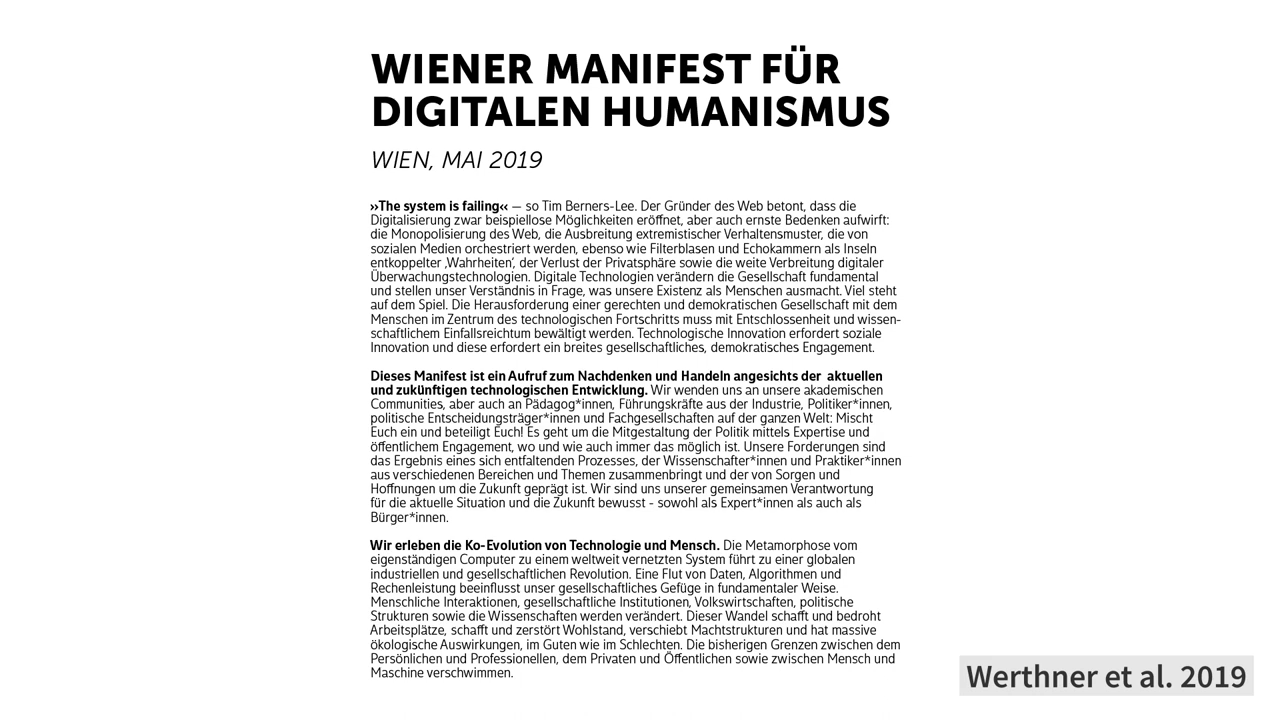 WIENER MANIFEST FÜR
DIGITALEN HUMANISMUS
WIEN, MAI 2019
››The system is failing‹‹ — so Tim Berners-Lee. Der Gründer des Web betont, dass die
Digitalisierung zwar beispiellose Möglichkeiten eröffnet, aber auch ernste Bedenken aufwirft:
die Monopolisierung des Web, die Ausbreitung extremistischer Verhaltensmuster, die von
sozialen Medien orchestriert werden, ebenso wie Filterblasen und Echokammern als Inseln
entkoppelter ‚Wahrheiten‘, der Verlust der Privatsphäre sowie die weite Verbreitung digitaler
Überwachungstechnologien. Digitale Technologien verändern die Gesellschaft fundamental
und stellen unser Verständnis in Frage, was unsere Existenz als Menschen ausmacht. Viel steht
auf dem Spiel. Die Herausforderung einer gerechten und demokratischen Gesellschaft mit dem
Menschen im Zentrum des technologischen Fortschritts muss mit Entschlossenheit und wissen-
schaftlichem Einfallsreichtum bewältigt werden. Technologische Innovation erfordert soziale
Innovation und diese erfordert ein breites gesellschaftliches, demokratisches Engagement.
Dieses Manifest ist ein Aufruf zum Nachdenken und Handeln angesichts der aktuellen
und zukünftigen technologischen Entwicklung. Wir wenden uns an unsere akademischen
Communities, aber auch an Pädagog*innen, Führungskräfte aus der Industrie, Politiker*innen,
politische Entscheidungsträger*innen und Fachgesellschaften auf der ganzen Welt: Mischt
Euch ein und beteiligt Euch! Es geht um die Mitgestaltung der Politik mittels Expertise und
öffentlichem Engagement, wo und wie auch immer das möglich ist. Unsere Forderungen sind
das Ergebnis eines sich entfaltenden Prozesses, der Wissenschafter*innen und Praktiker*innen
aus verschiedenen Bereichen und Themen zusammenbringt und der von Sorgen und
Hoffnungen um die Zukunft geprägt ist. Wir sind uns unserer gemeinsamen Verantwortung
für die aktuelle Situation und die Zukunft bewusst - sowohl als Expert*innen als auch als
Bürger*innen.
Wir erleben die Ko-Evolution von Technologie und Mensch. Die Metamorphose vom
eigenständigen Computer zu einem weltweit vernetzten System führt zu einer globalen
industriellen und gesellschaftlichen Revolution. Eine Flut von Daten, Algorithmen und
Rechenleistung beeinflusst unser gesellschaftliches Gefüge in fundamentaler Weise.
Menschliche Interaktionen, gesellschaftliche Institutionen, Volkswirtschaften, politische
Strukturen sowie die Wissenschaften werden verändert. Dieser Wandel schafft und bedroht
Arbeitsplätze, schafft und zerstört Wohlstand, verschiebt Machtstrukturen und hat massive
ökologische Auswirkungen, im Guten wie im Schlechten. Die bisherigen Grenzen zwischen dem
Persönlichen und Professionellen, dem Privaten und Öffentlichen sowie zwischen Mensch und
Maschine verschwimmen.
Werthner et al. 2019